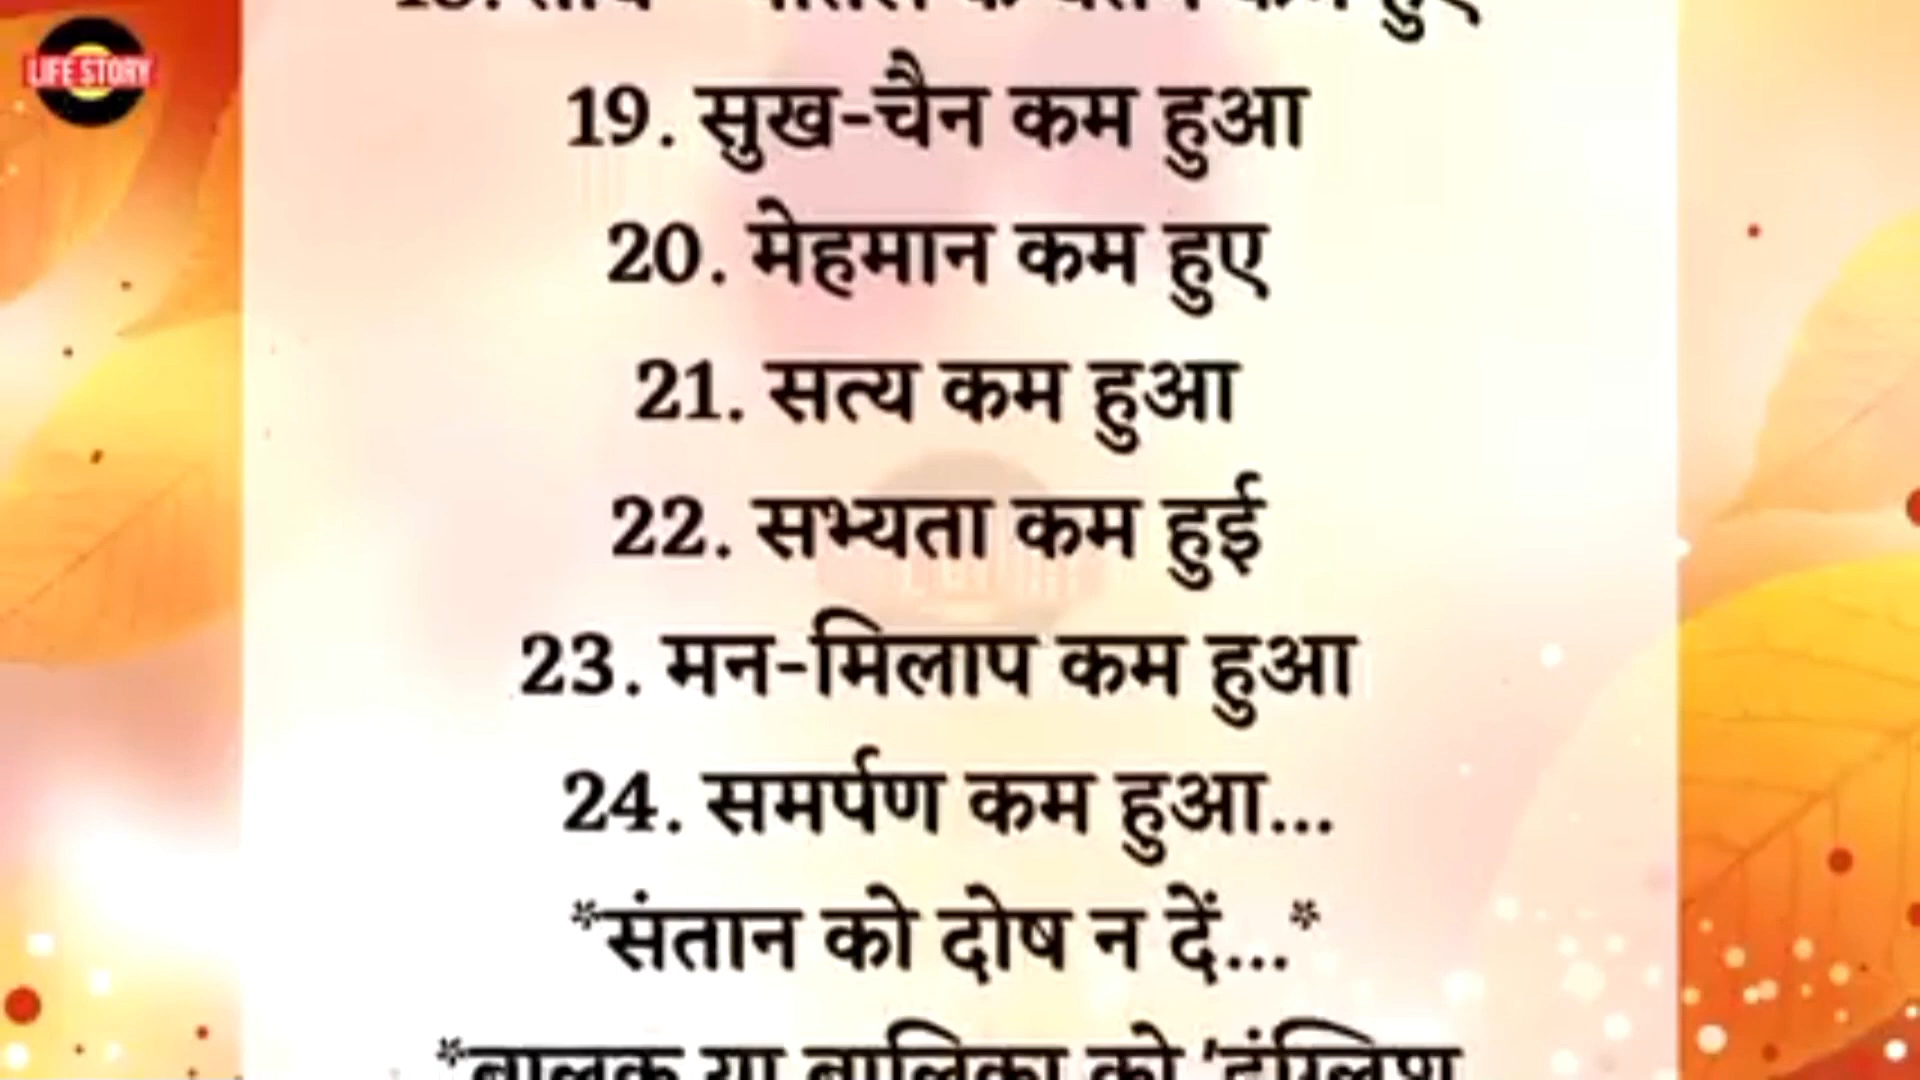 LIFE STORY
हुए
19. सुख-चैन कम हुआ
20. मेहमान कम हुए
21. सत्य कम हुआ
22. सभ्यता कम हुई
23. मन-मिलाप कम हुआ
24. समर्पण कम हुआ...
*संतान को दोष न दें...*
*बालक या बालिका को 'इंग्लिश